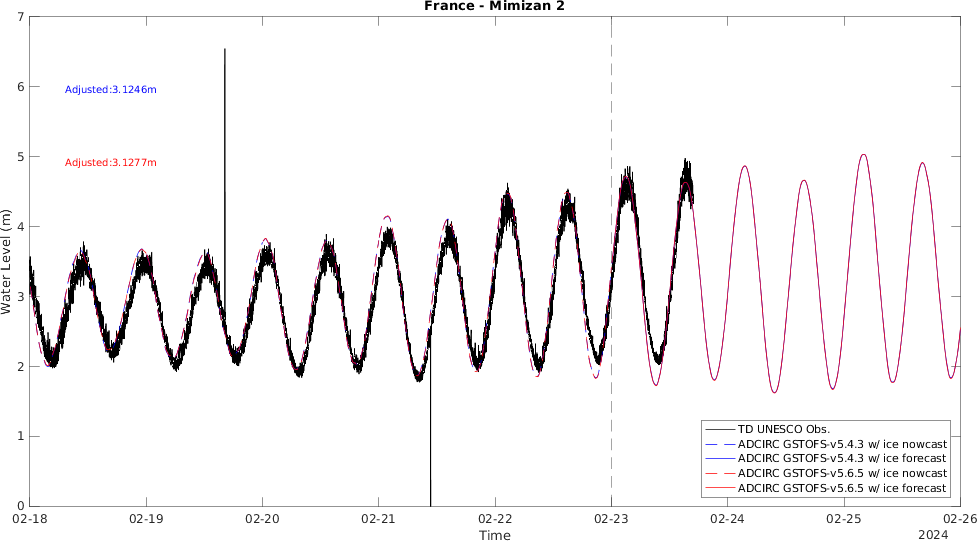 France - Mimizan 2
7
6
5
4
3
2
1
0
Water Level (m)
Adjusted:3.1246m
Adjusted:3.1277m
TD UNESCO Obs.
ADCIRC GSTOFS-v5.4.3 w/ ice nowcast
ADCIRC GSTOFS-v5.4.3 w/ ice forecast
ADCIRC GSTOFS-v5.6.5 w/ ice nowcast
ADCIRC GSTOFS-v5.6.5 w/ ice forecast
02-18 02-19 02-20 02-21 02-22 02-23 02-24 02-25 02-26
Time
2024